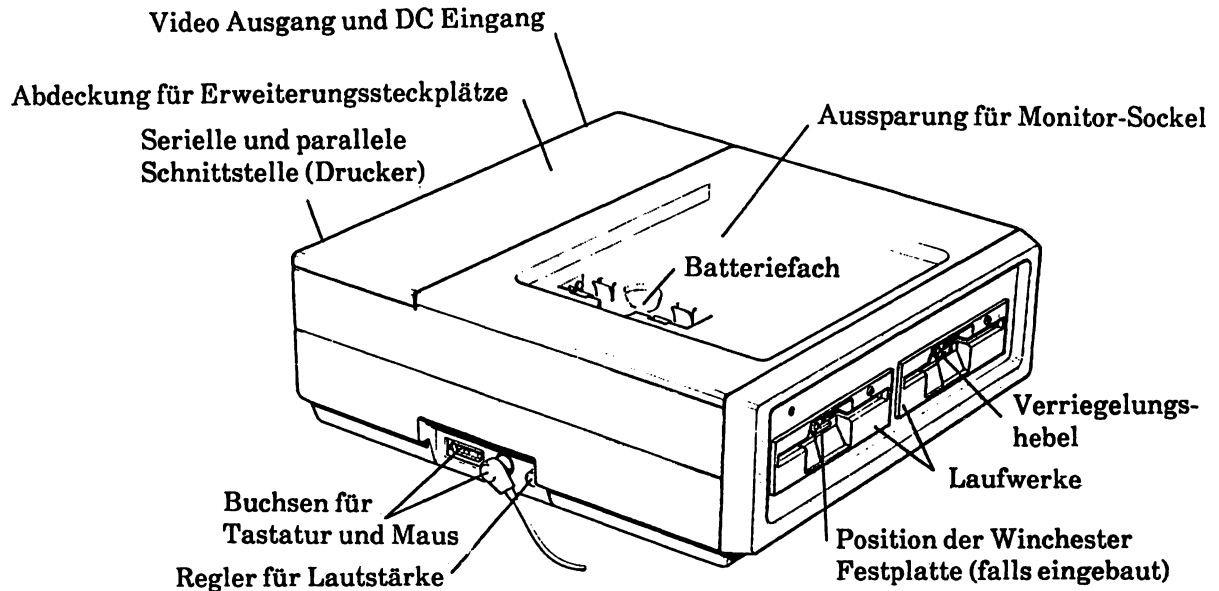 Video Ausgang und DC Eingang
Abdeckung für Erweiterungssteckplätze
Serielle und parallele
Schnittstelle (Drucker)
Aussparung für Monitor-Sockel
Batteriefach
Verriegelungs-
hebel
Laufwerke
Buchsen für
Tastatur und Maus
Regler für Lautstärke
Position der Winchester
Festplatte (falls eingebaut)